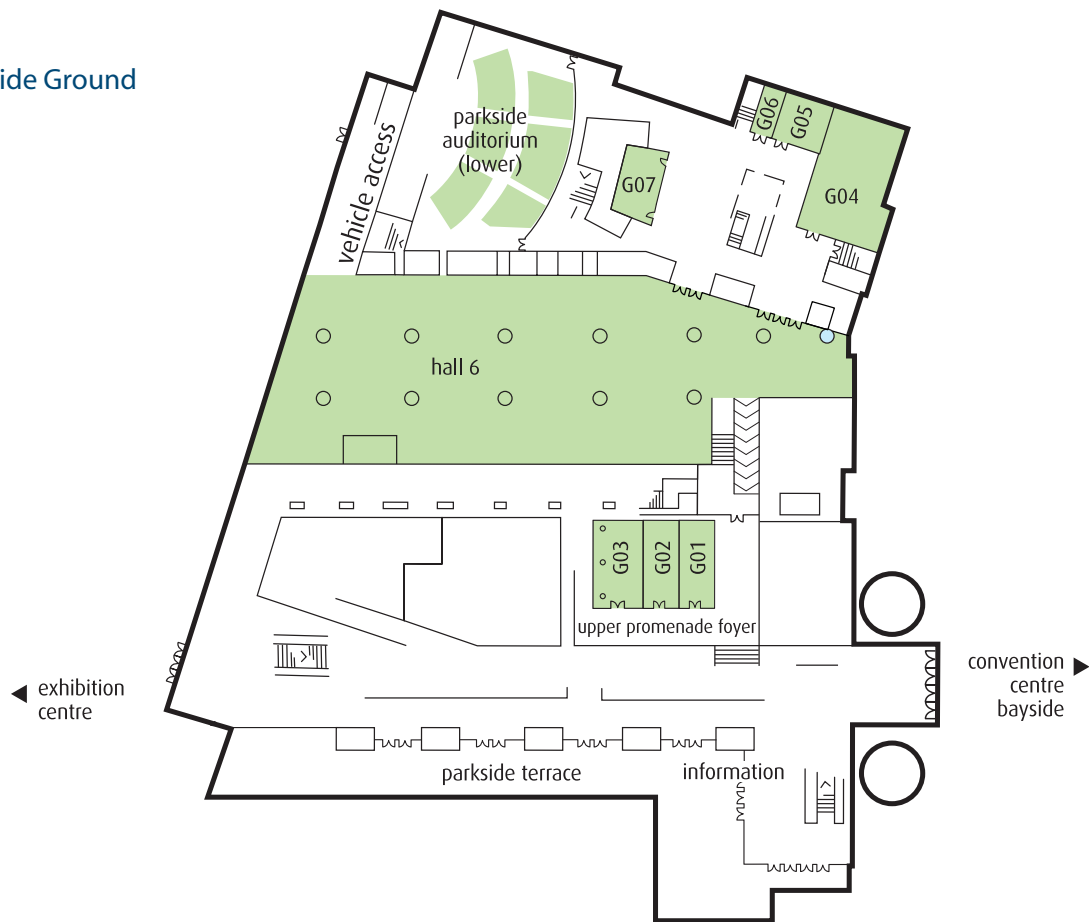 ide Ground
parkside
auditorium
(lower)
vehicle access
G06
G05
G07
G04
hall 6
G03
G02
G01
upper promenade foyer
exhibition
centre
convention
centre
bayside
parkside terrace
information